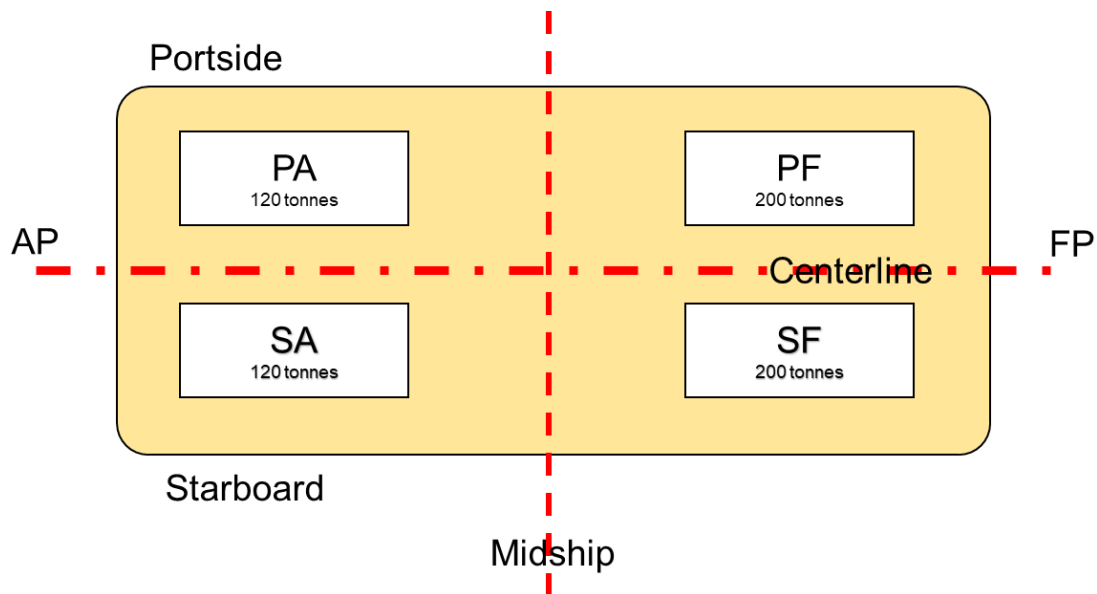 Portside
PA
120 tonnes
PF
200 tonnes
AP
FP
Centerline
SA
120 tonnes
SF
200 tonnes
Starboard
Midship